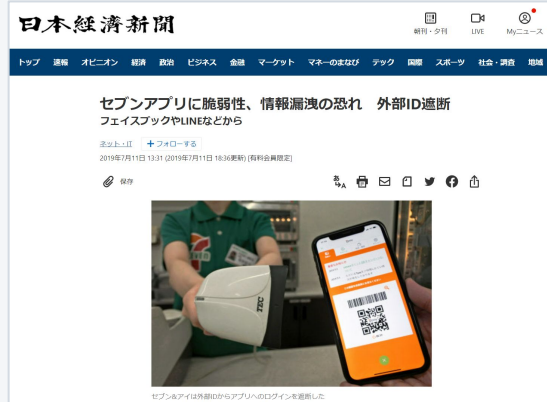 日本経済新聞
朝刊・夕刊
LIVE
Myニュース
トップ 速報 オピニオン 経済 政治 ビジネス 金融 マーケット マネーのまなび テック 国際 スポーツ 社会・調査 地域
セブンアプリに脆弱性、情報漏洩の恐れ 外部ID遮断
フェイスブックやLINEなどから
ネット・IT
フォローする
2019年7月11日 13:31 (2019年7月11日 18:36更新) [有料会員限定]
保存
あ
A
TEC
セブン&アイは外部IDからアプリへのログインを遮断した